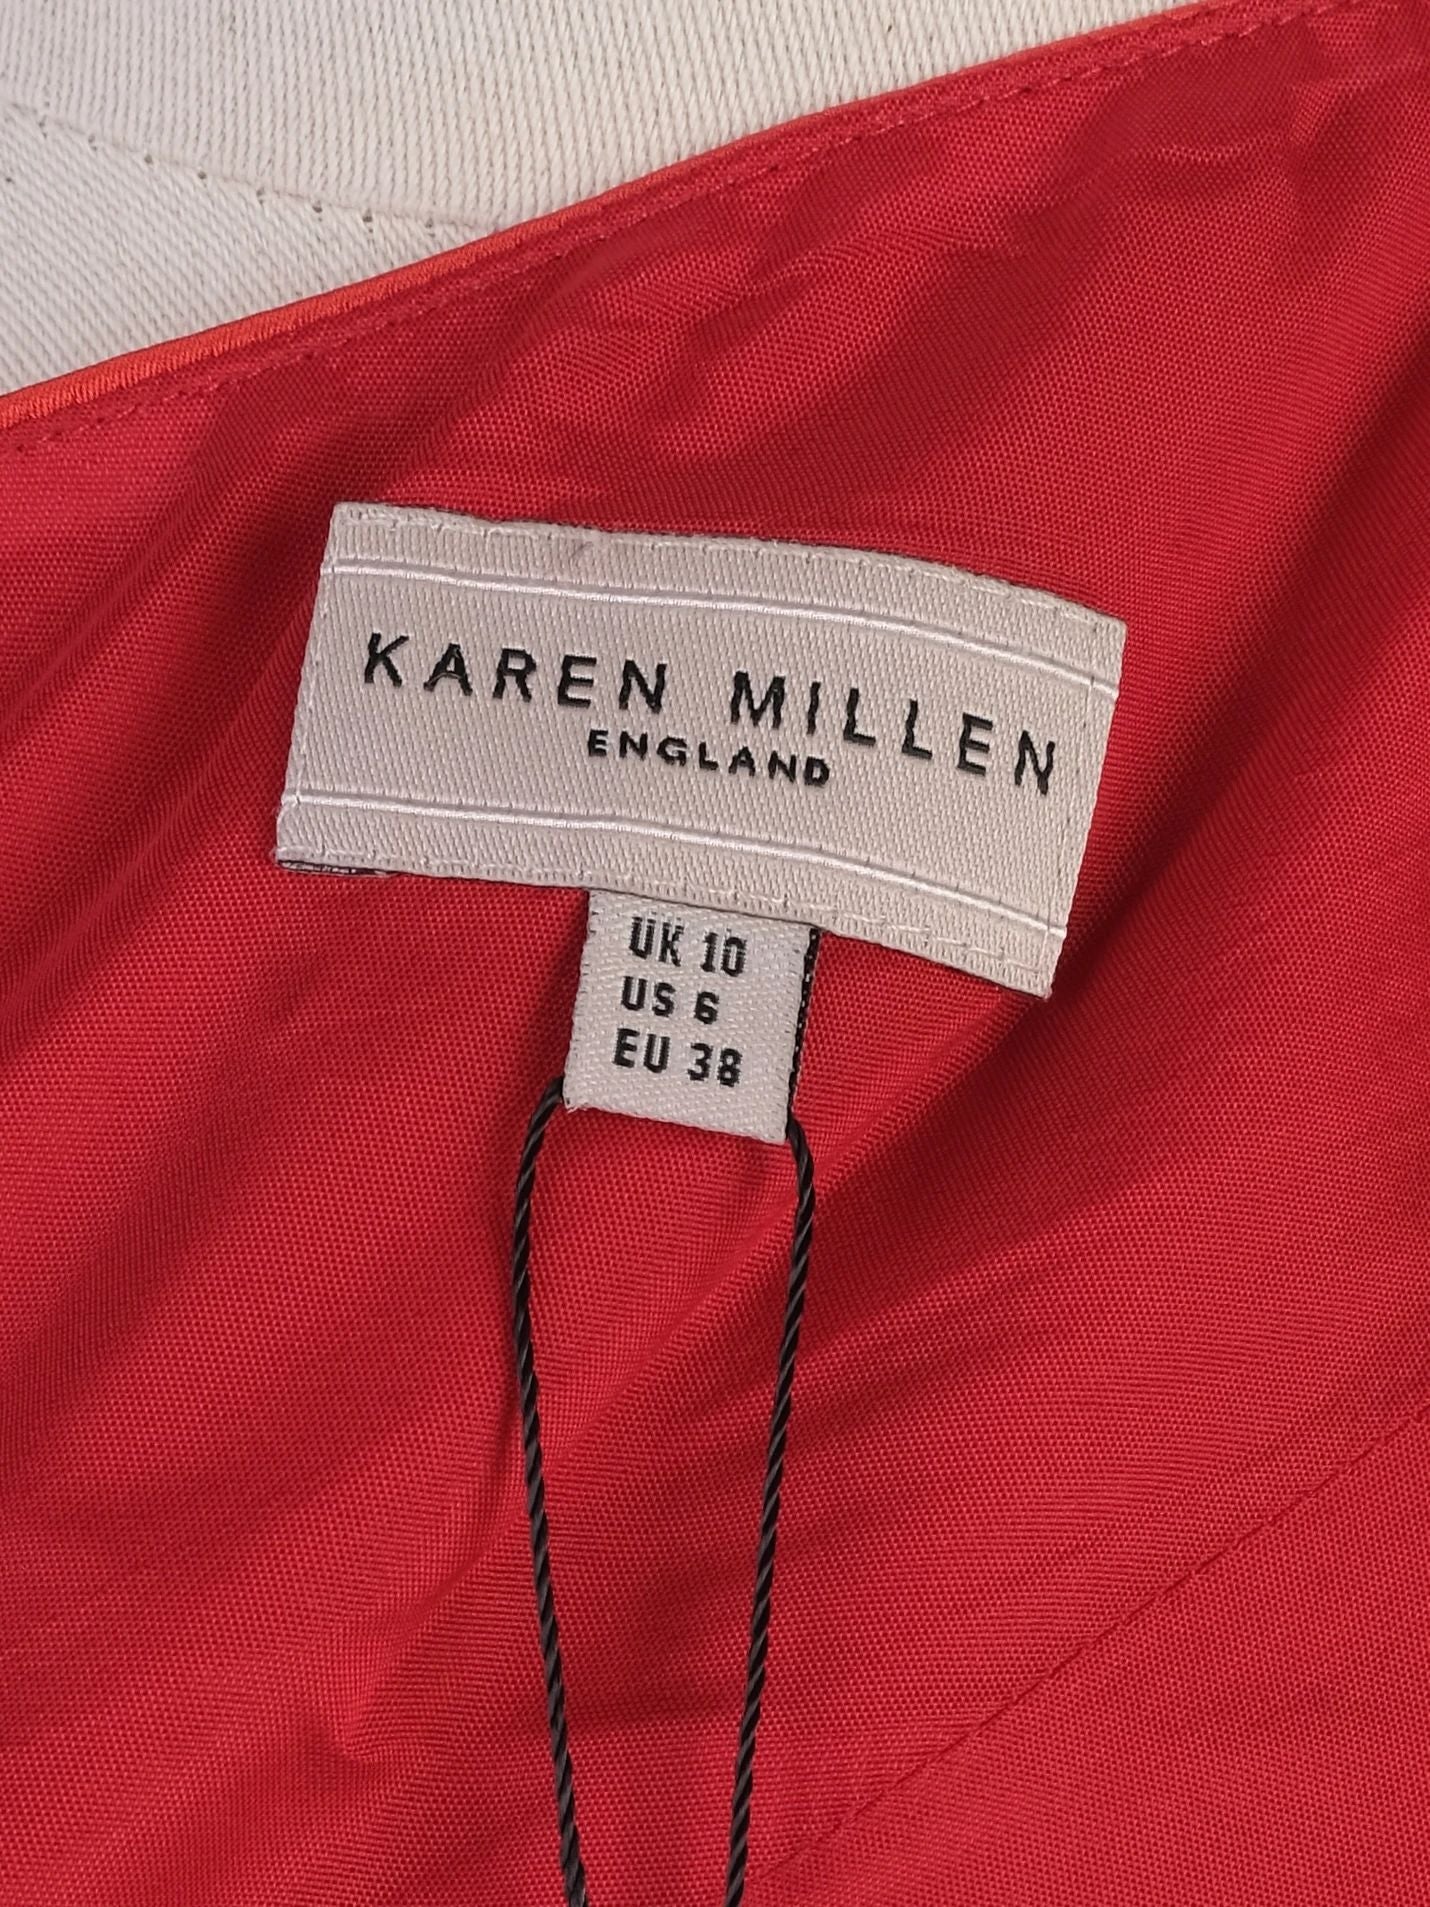 KAREN MILLEN
ENGLAND
UK 10
US 6
EU 38